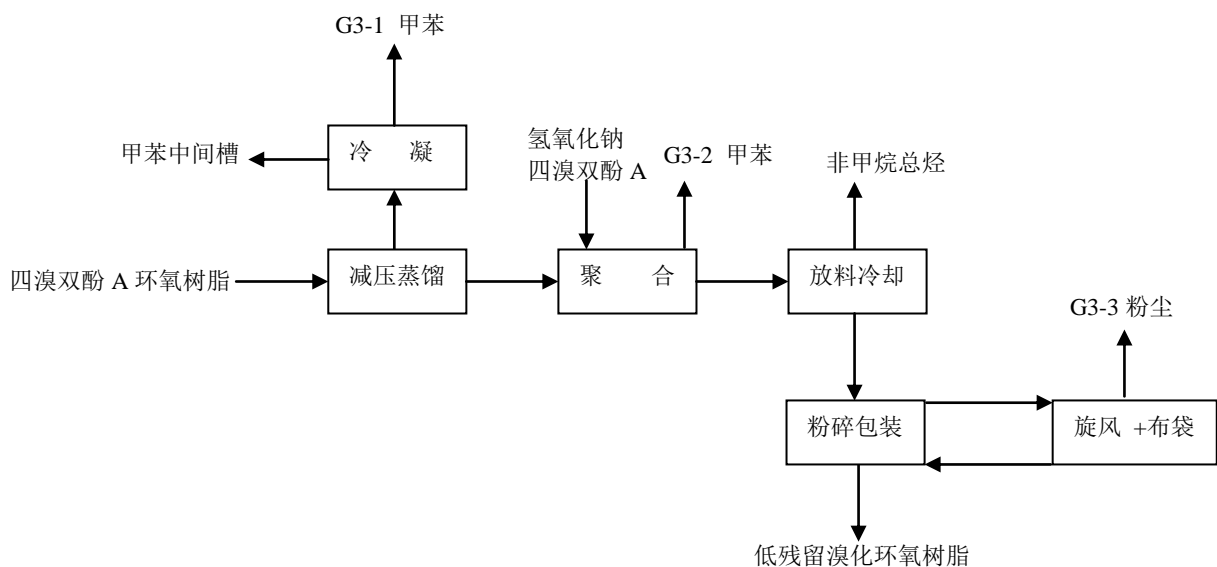 G3-1 甲苯
甲苯中间槽
冷 凝
氢氧化钠
四溴双酚 A
G3-2 甲苯
非甲烷总烃
四溴双酚 A 环氧树脂
减压蒸馏
聚 合
放料冷却
G3-3 粉尘
粉碎包装
旋风 +布袋
低残留溴化环氧树脂